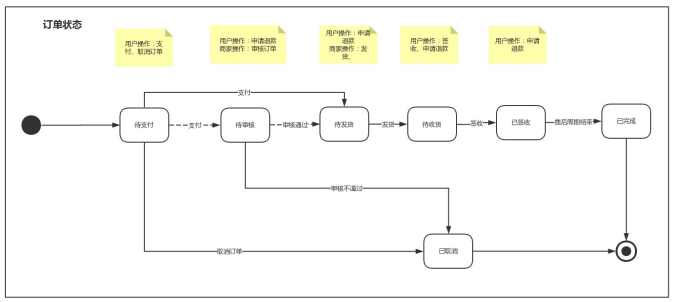 订单状态
用户操作：支
付、取消订单
用户操作：申请退款
商家操作：审核订单
用户操作：申请
退款
商家操作：发
货、
用户操作：签
收、申请退款
用户操作：申请
退款
支付
待支付
支付
待审核
审核通过
待发货
发货
待收货
签收
已签收
售后周期结束
已完成
审核不通过
取消订单
已取消